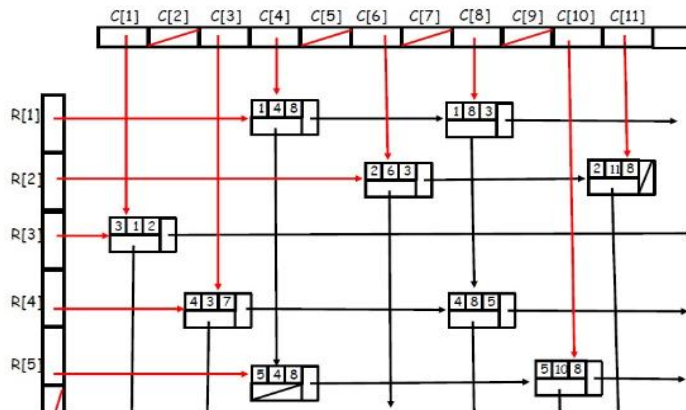 C[1] C[2] C[3] C[4] C[5] C[6] C[7] C[8] C[9] C[10] C[11]
R[1] 1 4 8 1 8 3
R[2] 2 6 3 2 11 8
R[3] 3 1 2
R[4] 4 3 7 4 8 5
R[5] 5 4 8 5 10 8